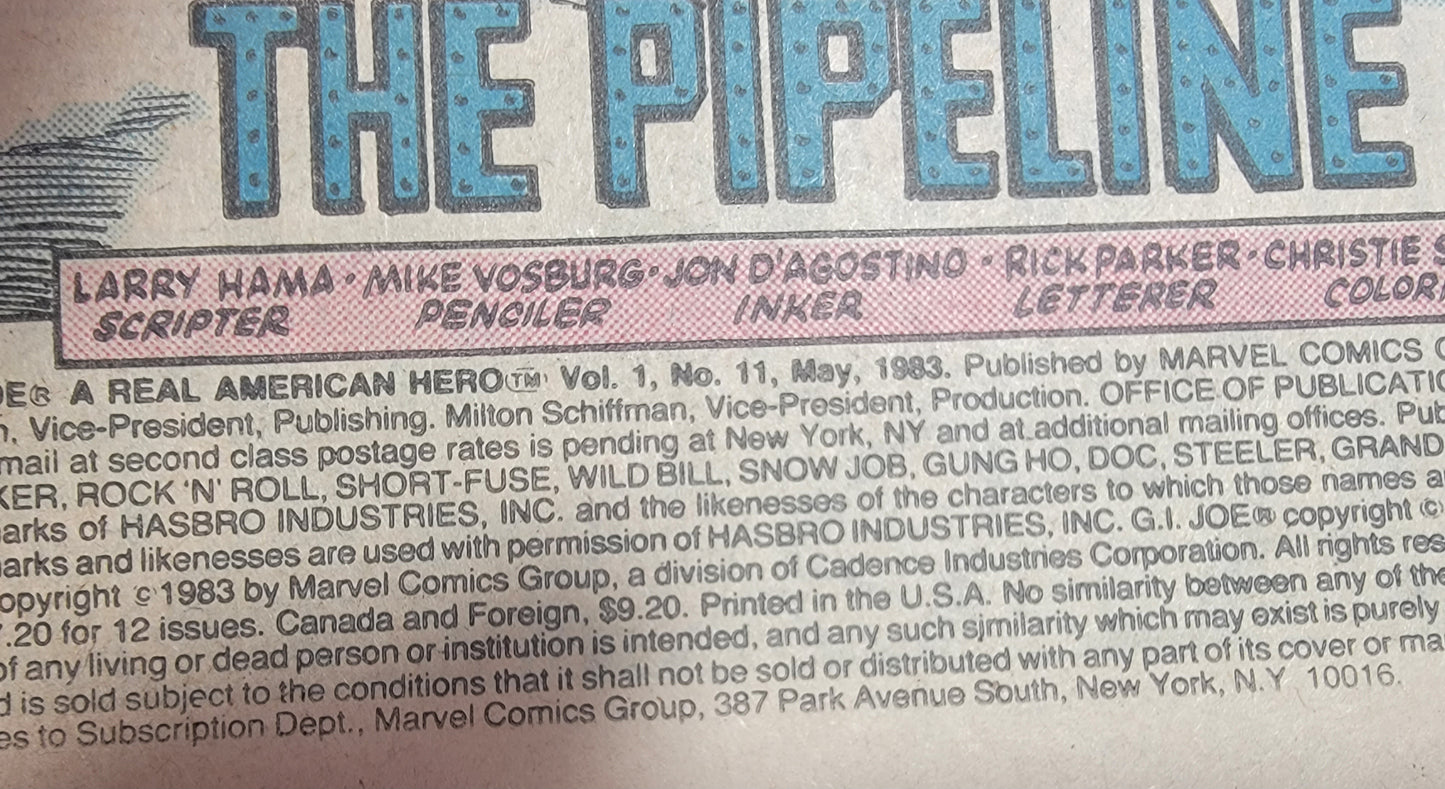 THE PIPELINE
LARRY HAMA • MIKE VOSBURG • JON D'AGOSTINO • RICK PARKER • CHRISTIE
SCRIPTER PENCILER INKER LETTERER
® A REAL AMERICAN HERO™ Vol. 1, No. 11, May, 1983. Published by MARVEL COMICS
Vice-President, Publishing. Milton Schiffman, Vice-President, Production. OFFICE OF
mail at second class postage rates is pending at New York, NY and at additional mailing offices.
ROCK 'N' ROLL, SHORT-FUSE, WILD BILL, SNOW JOB, GUNG HO, DOC, STEELER, GRAND
of HASBRO INDUSTRIES, INC. and the likenesses of the characters to which those names
and likenesses are used with permission of HASBRO INDUSTRIES, INC. G.I. JOE® copyright ©
©1983 by Marvel Comics Group, a division of Cadence Industries Corporation. All rights
.20 for 12 issues. Canada and Foreign, $9.20. Printed in the U.S.A. No similarity between any of the
of any living or dead person or institution is intended, and any such similarity which may exist is purely
is sold subject to the conditions that it shall not be sold or distributed with any part of its cover or
to Subscription Dept., Marvel Comics Group, 387 Park Avenue South, New York, N.Y 10016.